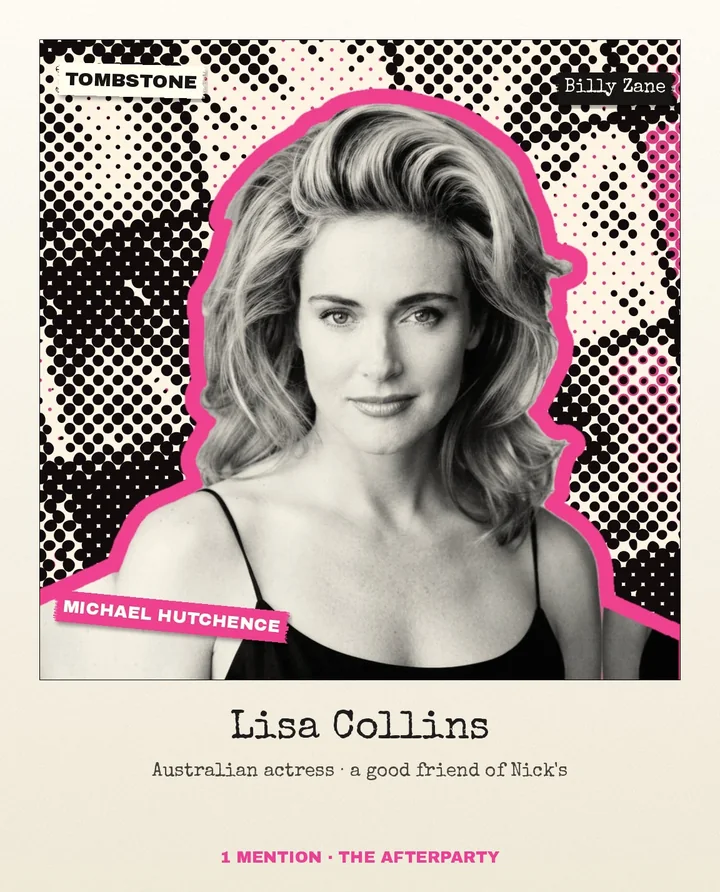 TOMBSTONE
Billy Zane
MICHAEL HUTCHENCE
Lisa Collins
Australian actress · a good friend of Nick's
1 MENTION · THE AFTERPARTY